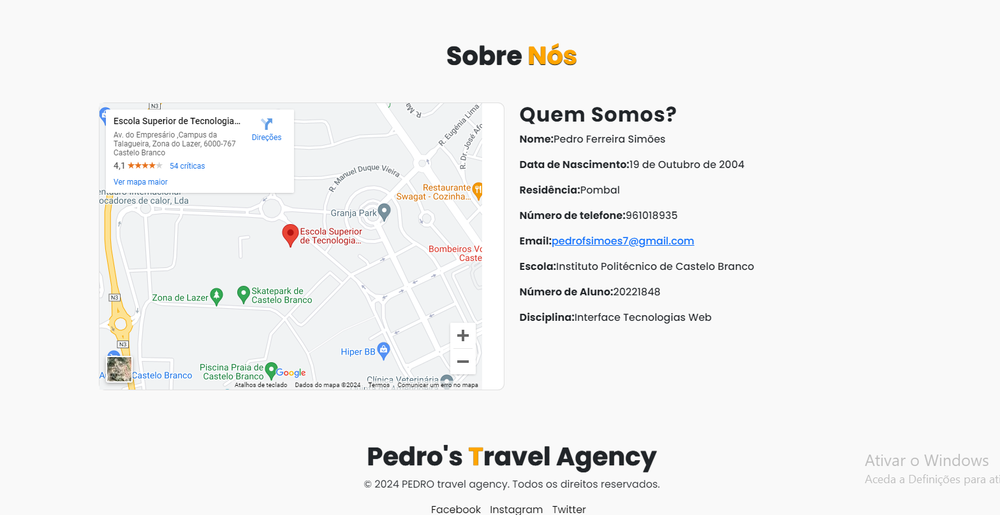 Sobre Nós
N3
Escola Superior de Tecnologia...
Direções
Av. do Empresário ,Campus da
Talagueira, Zona do Lazer, 6000-767
Castelo Branco
4,1 ★★★★★ 54 críticas
Ver mapa maior
ocadores de calor, Lda
R. Eugénia Lima
R. Dr. José Afo
R. Manuel Duque Vieira
Restaurante
Swagat - Cozinha...
Granja Park
Escola Superior
de Tecnologia...
Bombeiros Vo
Caste
N3
Zona de Lazer
Skatepark de
Castelo Branco
N3
Hiper BB
Piscina Praia de
Castelo Branco
Google
Castelo Branco
Clínica Veterinária
Atalhos de teclado Dados do mapa ©2024 Termos Comunicar um erro no mapa
Quem Somos?
Nome:Pedro Ferreira Simões
Data de Nascimento:19 de Outubro de 2004
Residência:Pombal
Número de telefone:961018935
Email:pedrofsimoes7@gmail.com
Escola:Instituto Politécnico de Castelo Branco
Número de Aluno:20221848
Disciplina:Interface Tecnologias Web
Pedro's Travel Agency
© 2024 PEDRO travel agency. Todos os direitos reservados.
Facebook Instagram Twitter
Ativar o Windows
Aceda a Definições para ati